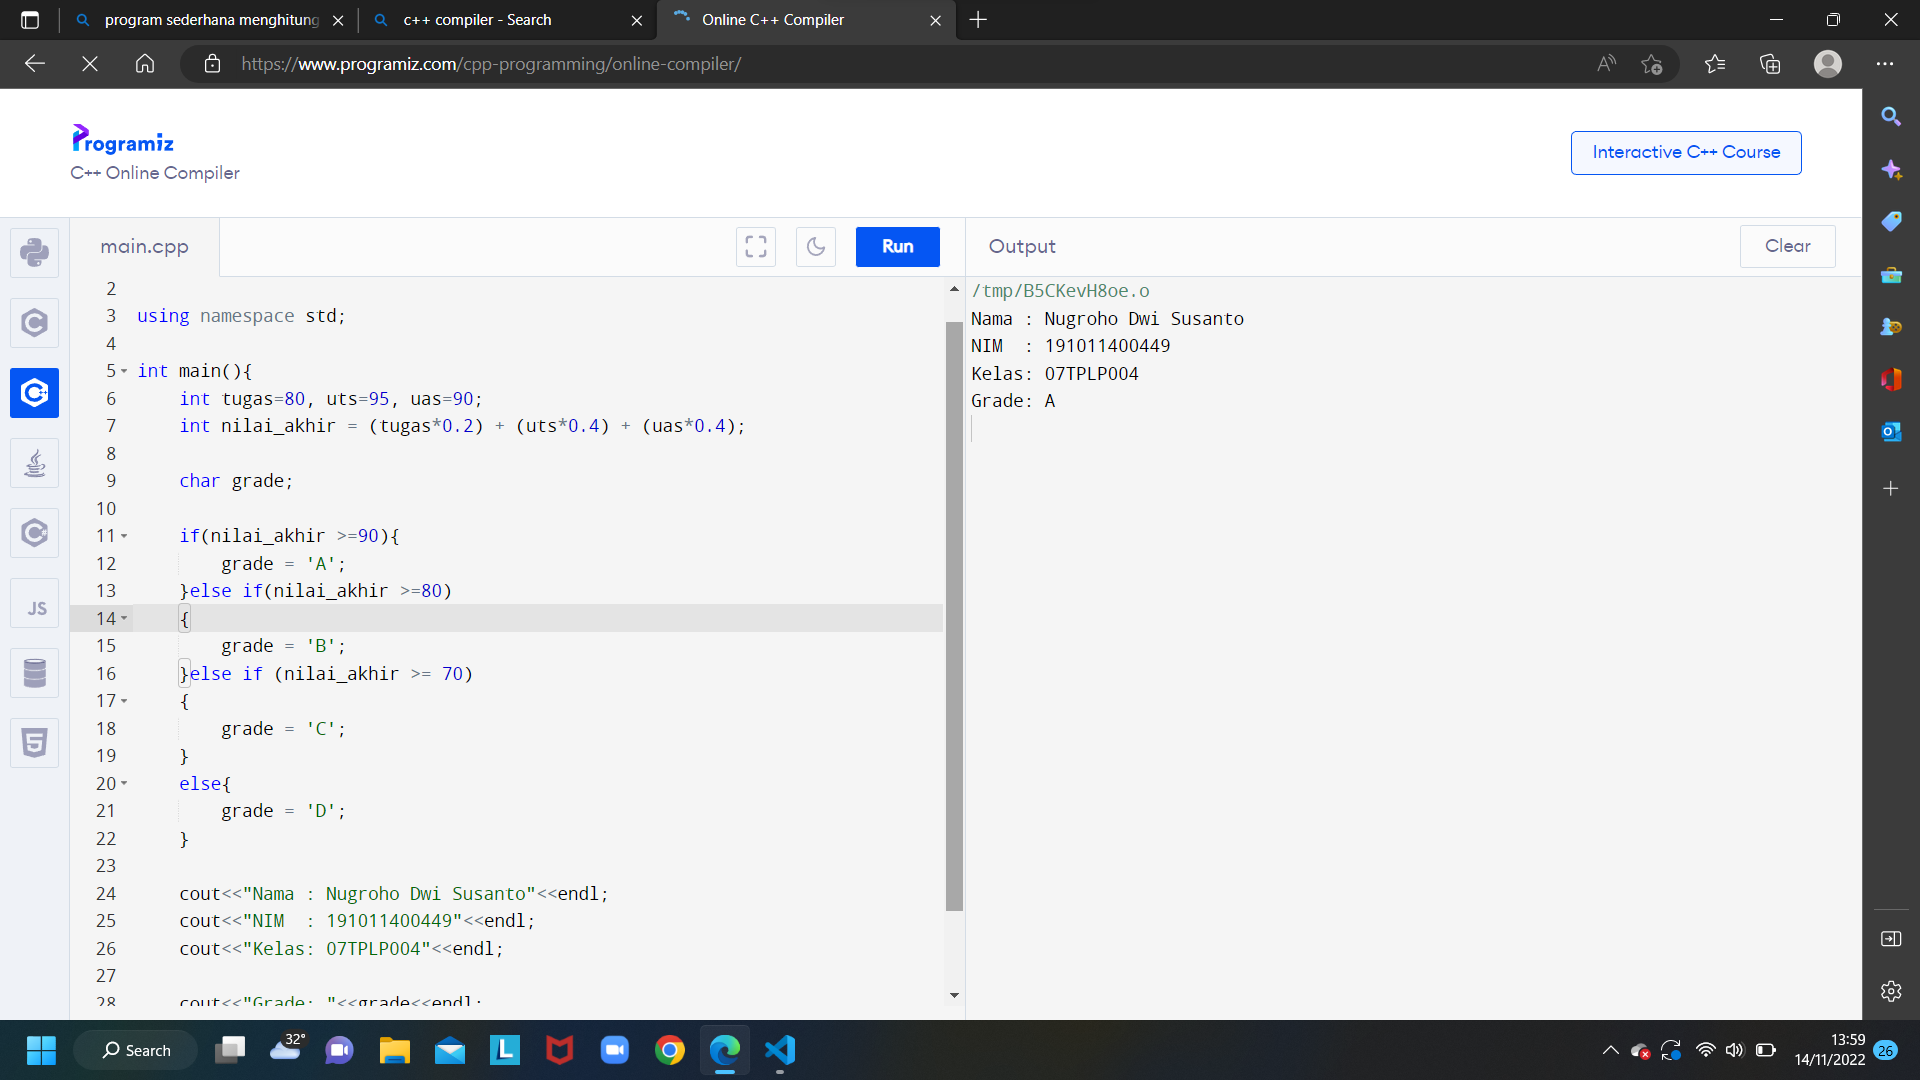 program sederhana menghitung
c++ compiler - Search
Online C++ Compiler
https://www.programiz.com/cpp-programming/online-compiler/
Programiz
C++ Online Compiler
Interactive C++ Course
main.cpp
Run
Output
Clear
2
3 using namespace std;
4
5 int main(){
6 int tugas=80, uts=95, uas=90;
7 int nilai_akhir = (tugas*0.2) + (uts*0.4) + (uas*0.4);
8
9 char grade;
10
11 if(nilai_akhir >=90){
12 grade = 'A';
13 }else if(nilai_akhir >=80)
14 {
15 grade = 'B';
16 }else if (nilai_akhir >= 70)
17 {
18 grade = 'C';
19 }
20 else{
21 grade = 'D';
22 }
23
24 cout<<"Nama : Nugroho Dwi Susanto"<<endl;
25 cout<<"NIM  : 191011400449"<<endl;
26 cout<<"Kelas: 07TPLP004"<<endl;
27
28 cout<<"Grade: "<<grade<<endl;
/tmp/B5CKevH8oe.o
Nama : Nugroho Dwi Susanto
NIM  : 191011400449
Kelas: 07TPLP004
Grade: A
JS
Search
32°
L
13:59
14/11/2022
26